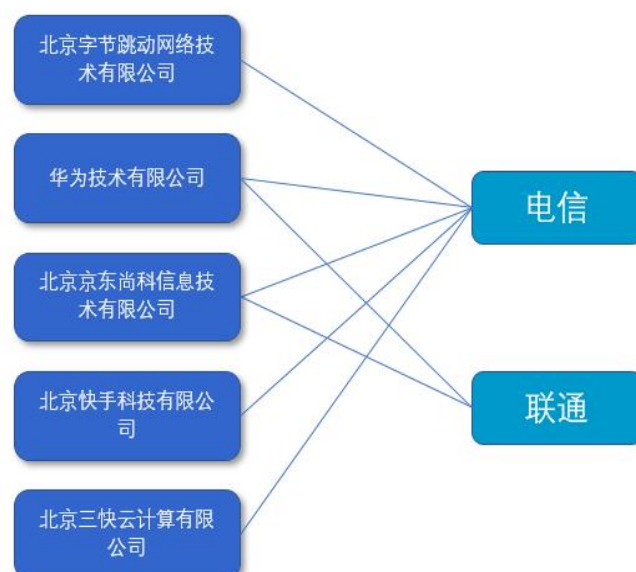 北京字节跳动网络技
术有限公司
华为技术有限公司
电信
北京京东尚科信息技
术有限公司
北京快手科技有限公
司
联通
北京三快云计算有限
公司